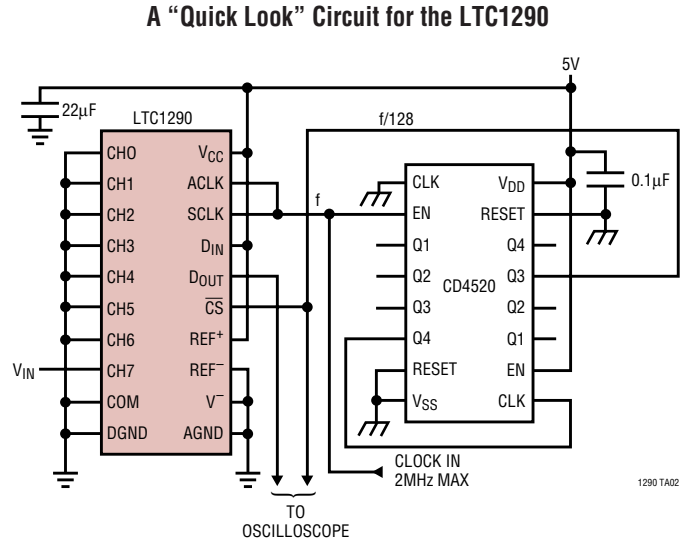 A “Quick Look” Circuit for the LTC1290
5V
22µF
LTC1290
f/128
CHO
CH1
CH2
CH3
CH4
CH5
CH6
CH7
COM
DGND
VCC
ACLK
SCLK
DIN
DOUT
CS
REF+
REF–
V–
AGND
VIN
f
CLK
EN
Q1
Q2
Q3
Q4
RESET
VSS
CD4520
VDD
RESET
Q4
Q3
Q2
Q1
EN
CLK
0.1µF
CLOCK IN
2MHz MAX
TO
OSCILLOSCOPE
1290 TA02